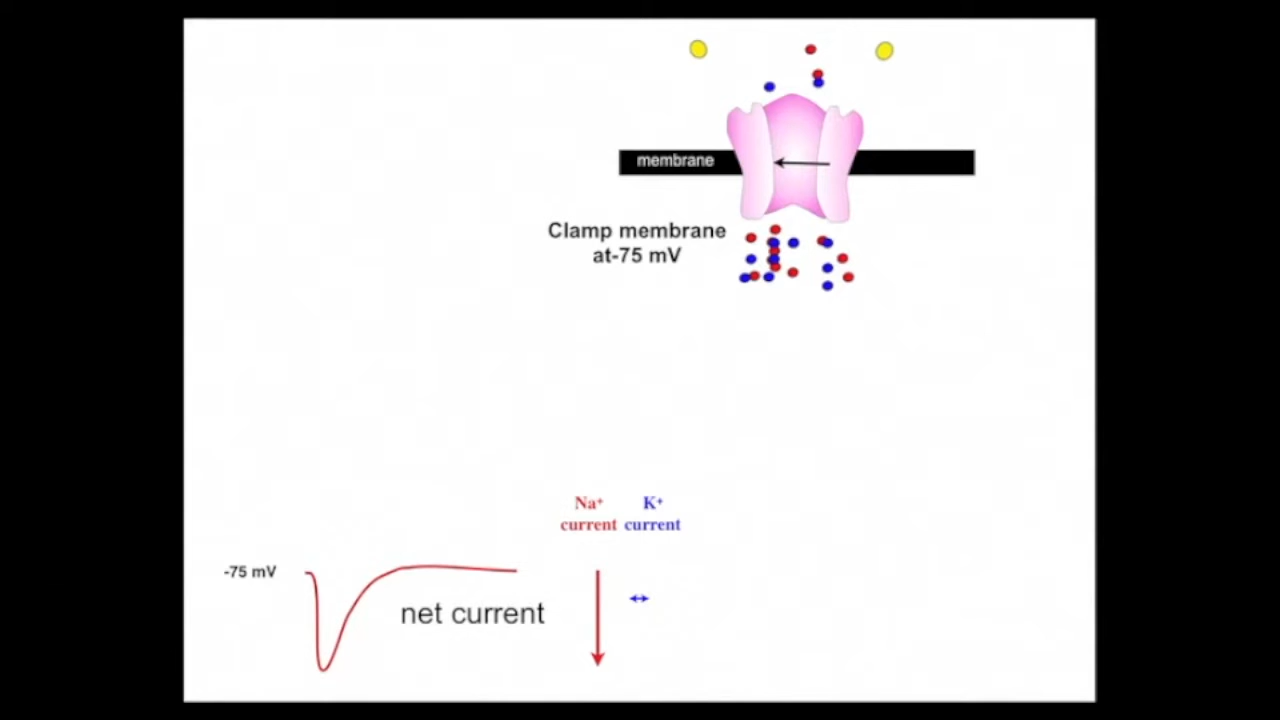 membrane
Clamp membrane
at-75 mV
Na⁺ K⁺
current current
-75 mV
net current